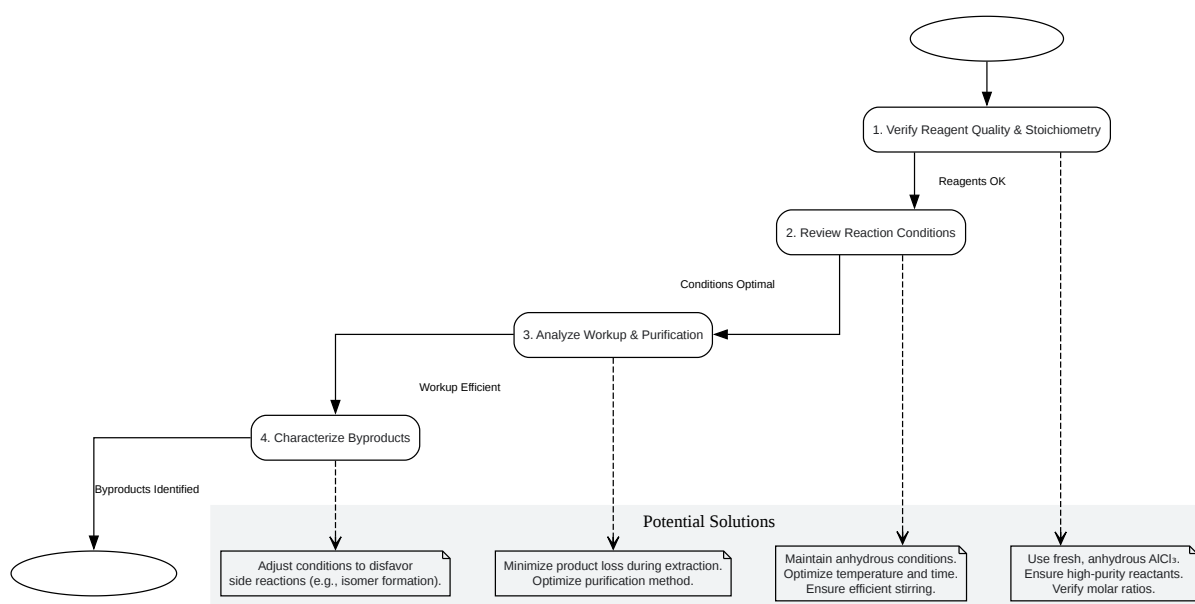 1. Verify Reagent Quality & Stoichiometry
Reagents OK
2. Review Reaction Conditions
Conditions Optimal
3. Analyze Workup & Purification
Workup Efficient
4. Characterize Byproducts
Byproducts Identified
Potential Solutions
Adjust conditions to disfavor
side reactions (e.g., isomer formation).
Minimize product loss during extraction.
Optimize purification method.
Maintain anhydrous conditions.
Optimize temperature and time.
Ensure efficient stirring.
Use fresh, anhydrous AlCl₃.
Ensure high-purity reactants.
Verify molar ratios.